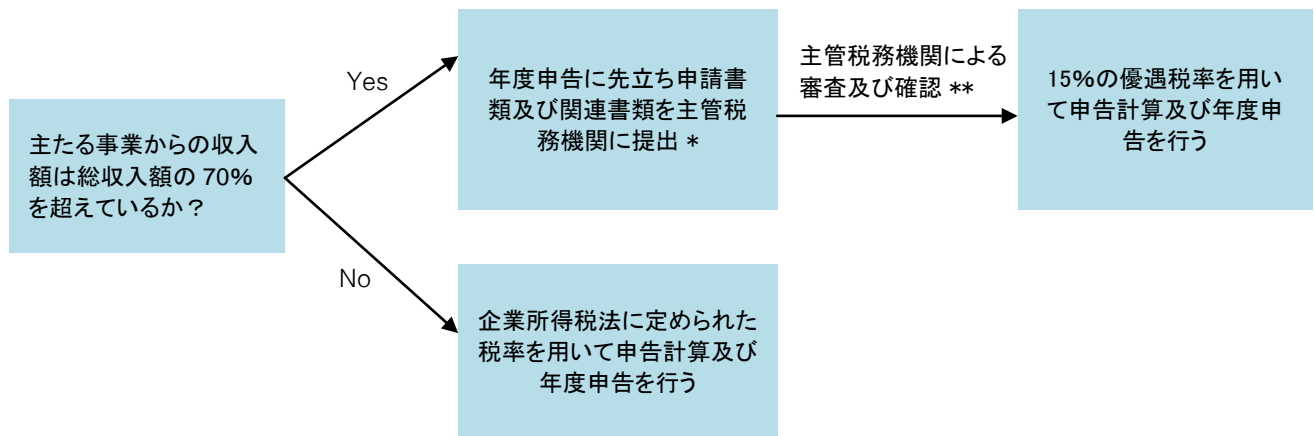 主たる事業からの収入
額は総収入額の 70%
を超えているか？
Yes
年度申告に先立ち申請書
類及び関連書類を主管税
務機関に提出 *
主管税務機関による
審査及び確認 **
15%の優遇税率を用い
て申告計算及び年度申
告を行う
No
企業所得税法に定められた
税率を用いて申告計算及び
年度申告を行う